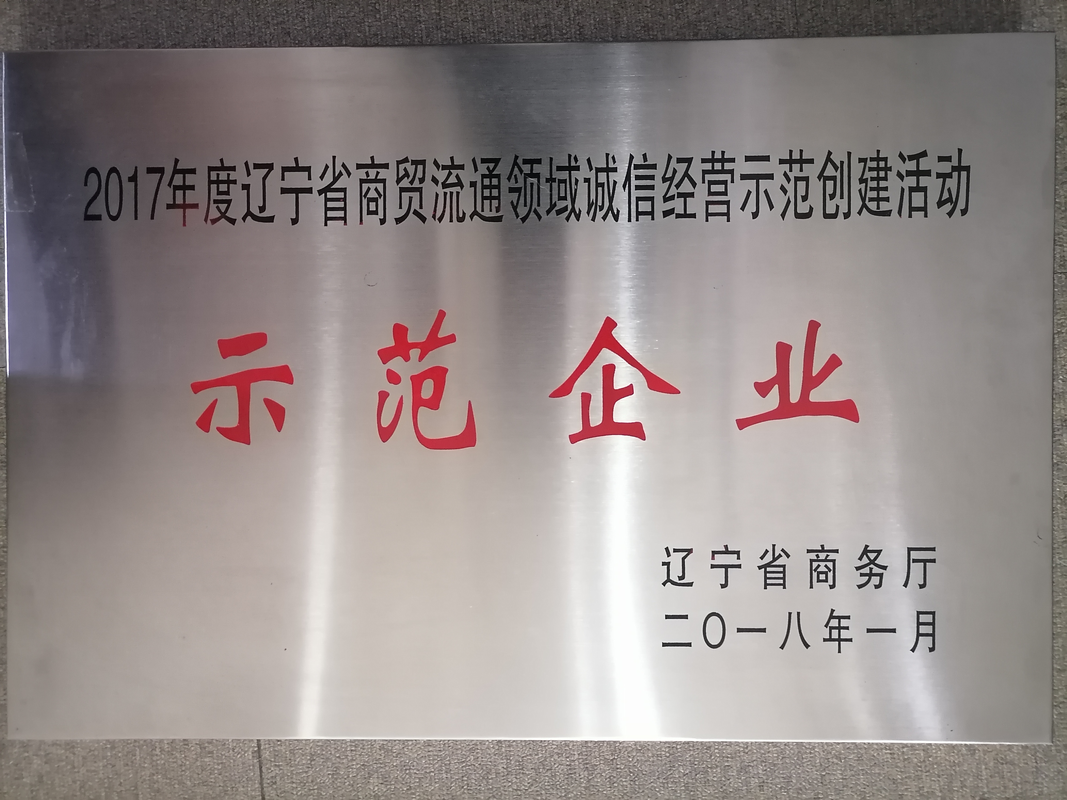 2017年度辽宁省商贸流通领域诚信经营示范创建活动
示范企业
辽宁省商务厅
二〇一八年一月